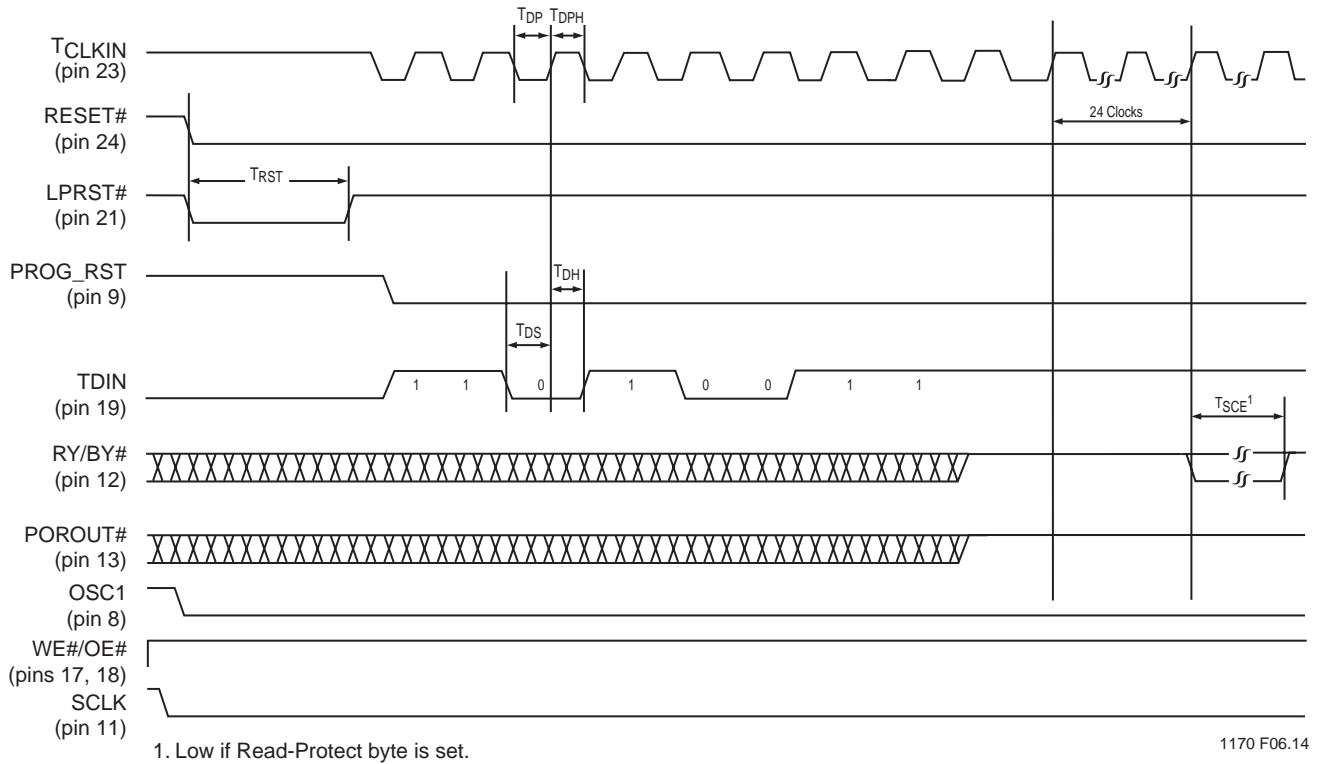 TDP TDPH
TCLKIN
(pin 23)
RESET#
(pin 24)
24 Clocks
TRST
LPRST#
(pin 21)
PROG_RST
(pin 9)
TDH
TDS
TDIN
(pin 19)
1 1 0 1 0 0 1 1
TSCE1
RY/BY#
(pin 12)
POROUT#
(pin 13)
OSC1
(pin 8)
WE#/OE#
(pins 17, 18)
SCLK
(pin 11)
1. Low if Read-Protect byte is set.
1170 F06.14